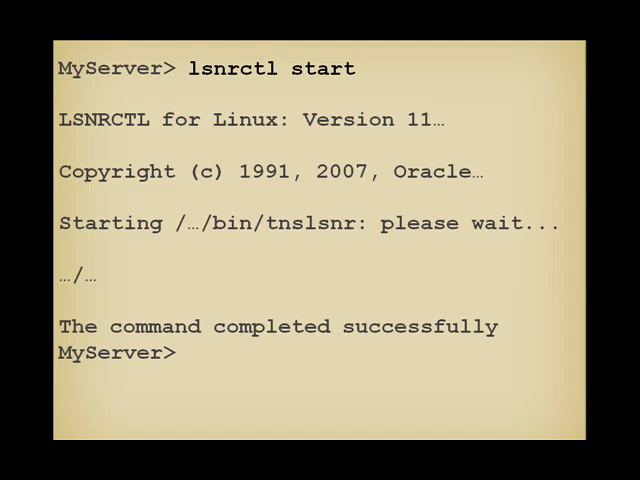 MyServer> lsnrctl start
LSNRCTL for Linux: Version 11…
Copyright (c) 1991, 2007, Oracle…
Starting /…/bin/tnslsnr: please wait...
…/…
The command completed successfully
MyServer>